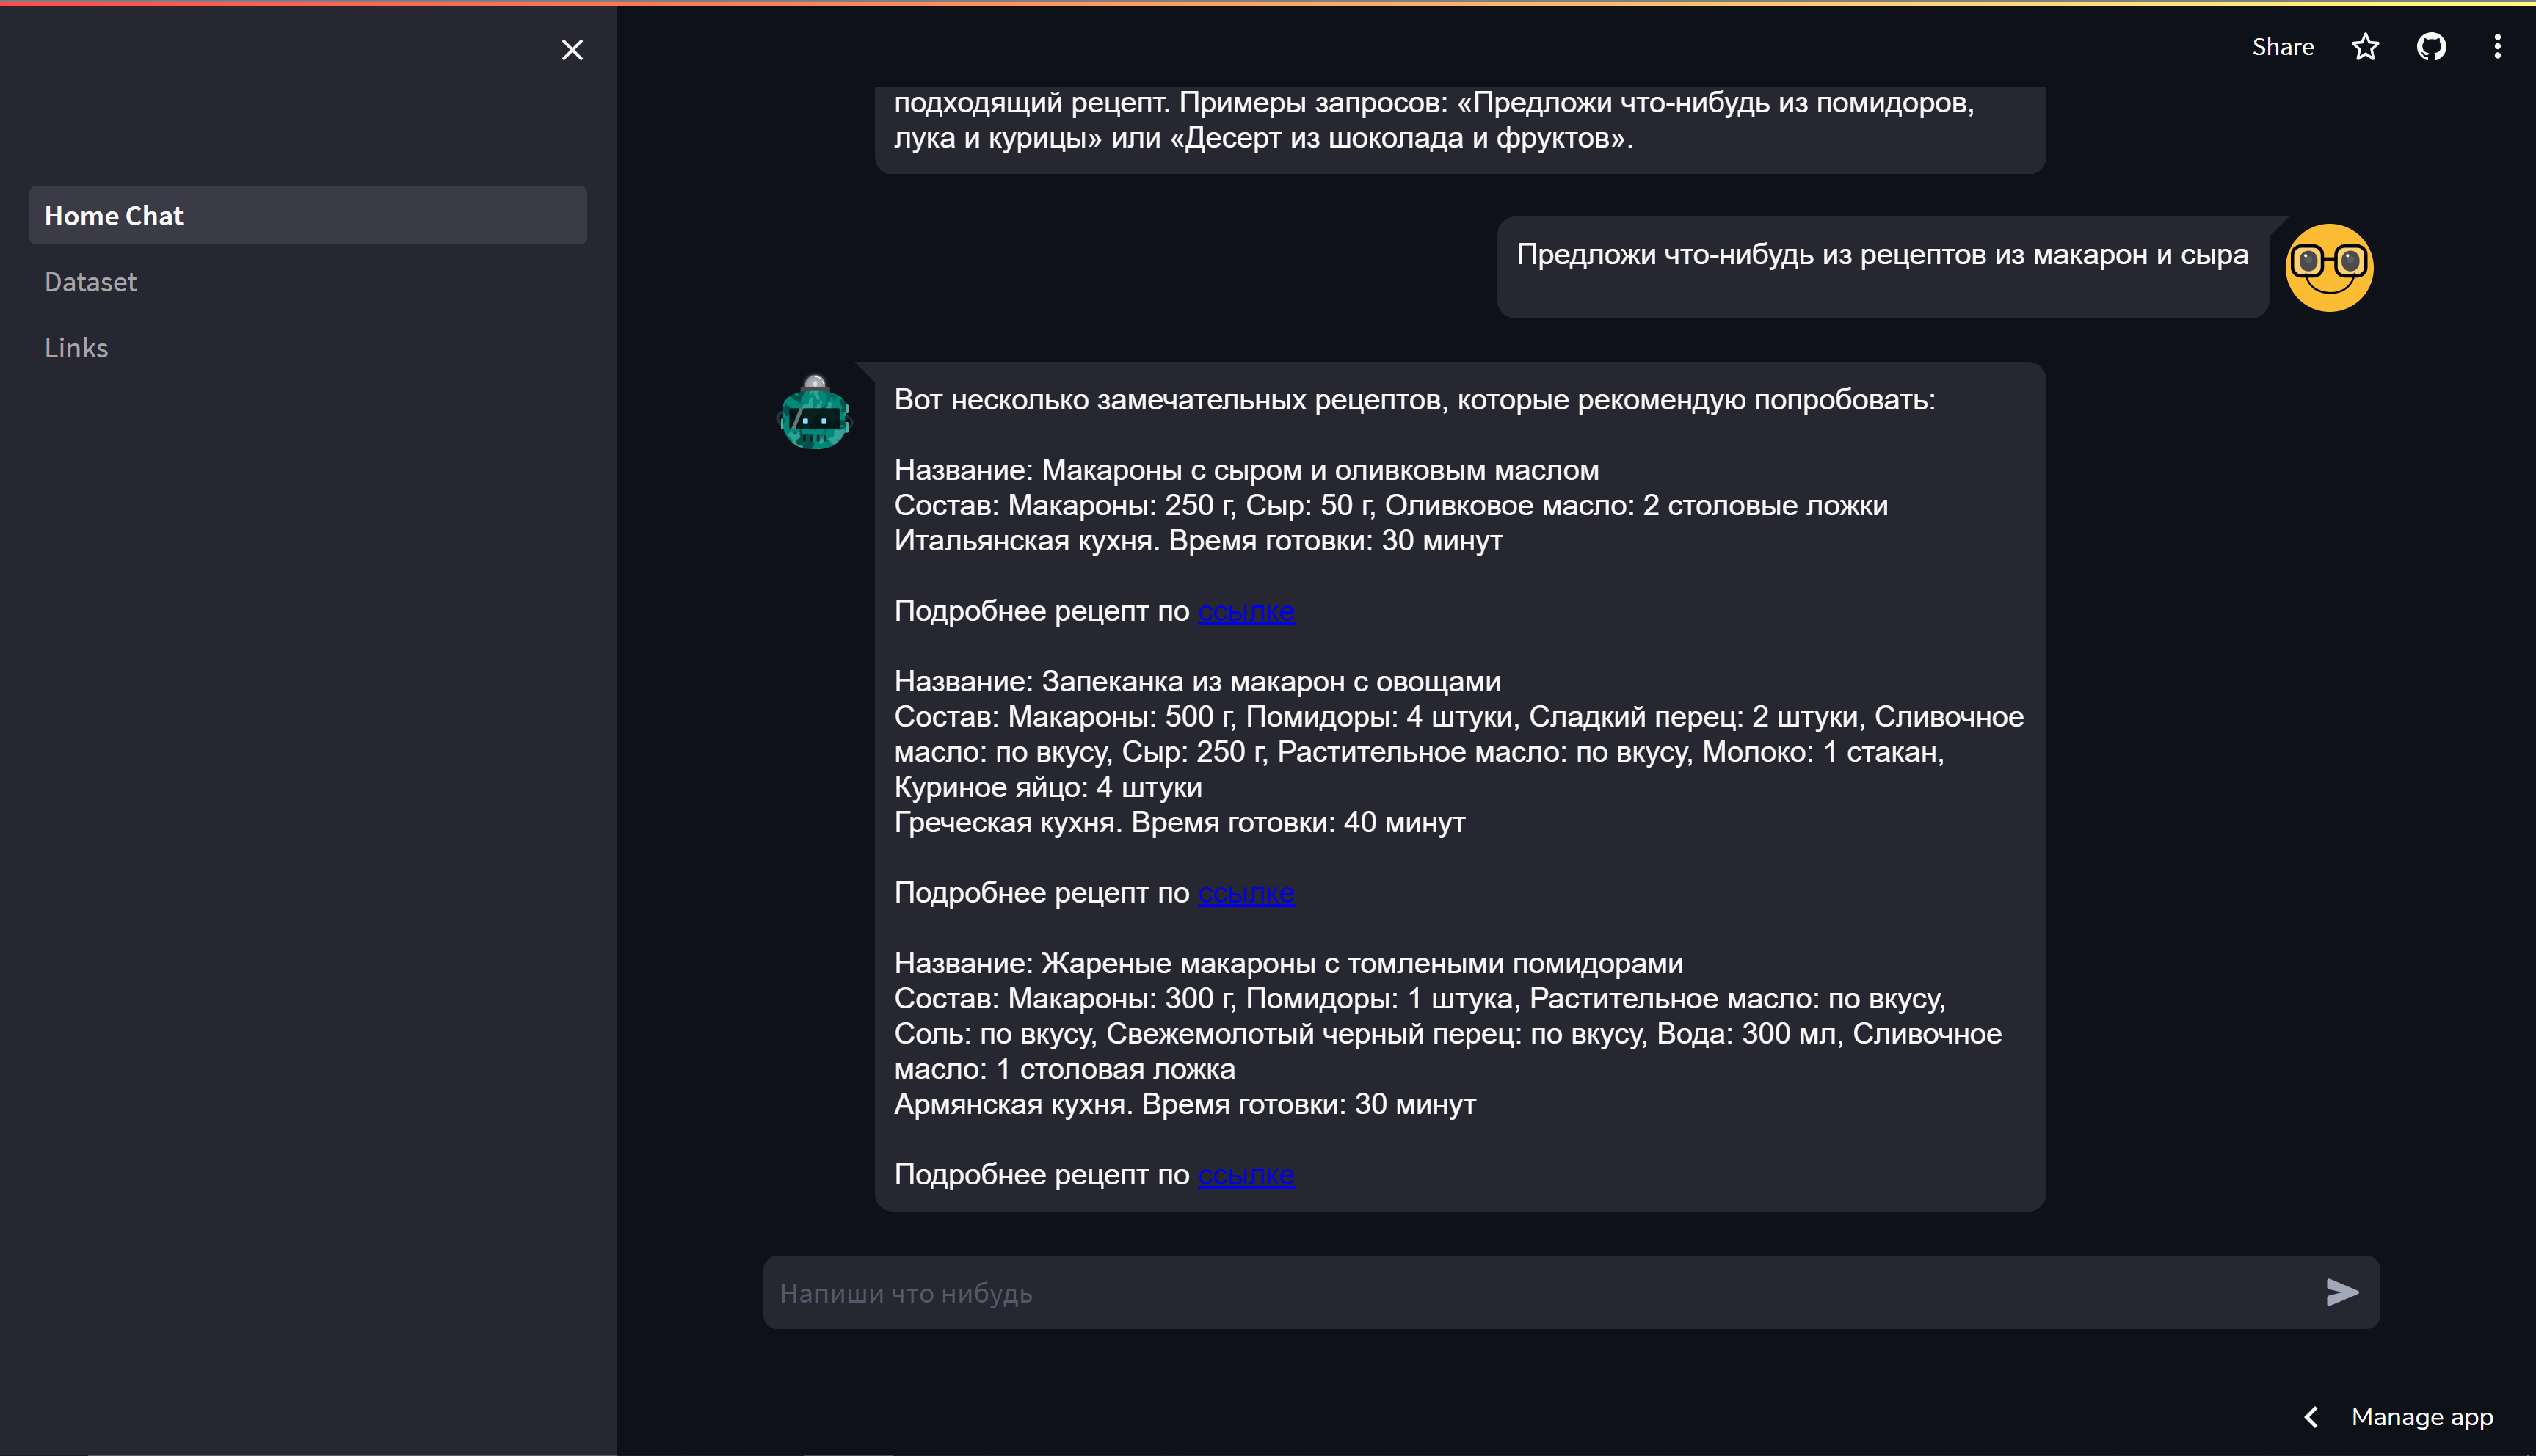 Share
Home Chat
Dataset
Links
подходящий рецепт. Примеры запросов: «Предложи что-нибудь из помидоров,
лука и курицы» или «Десерт из шоколада и фруктов».
Предложи что-нибудь из рецептов из макарон и сыра
Вот несколько замечательных рецептов, которые рекомендую попробовать:
Название: Макароны с сыром и оливковым маслом
Состав: Макароны: 250 г, Сыр: 50 г, Оливковое масло: 2 столовые ложки
Итальянская кухня. Время готовки: 30 минут
Подробнее рецепт по ссылке
Название: Запеканка из макарон с овощами
Состав: Макароны: 500 г, Помидоры: 4 штуки, Сладкий перец: 2 штуки, Сливочное
масло: по вкусу, Сыр: 250 г, Растительное масло: по вкусу, Молоко: 1 стакан,
Куриное яйцо: 4 штуки
Греческая кухня. Время готовки: 40 минут
Подробнее рецепт по ссылке
Название: Жареные макароны с томлеными помидорами
Состав: Макароны: 300 г, Помидоры: 1 штука, Растительное масло: по вкусу,
Соль: по вкусу, Свежемолотый черный перец: по вкусу, Вода: 300 мл, Сливочное
масло: 1 столовая ложка
Армянская кухня. Время готовки: 30 минут
Подробнее рецепт по ссылке
Напиши что нибудь
Manage app